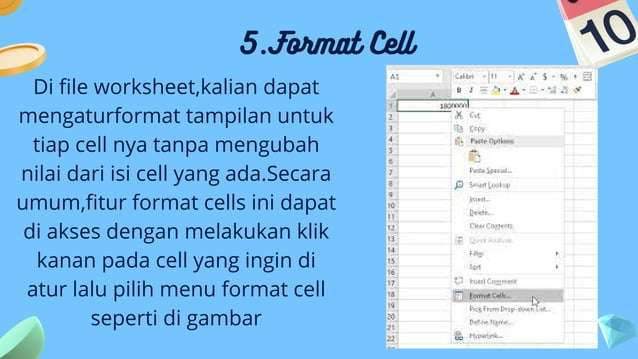 5.Format Cell
Di file worksheet,kalian dapat
mengaturformat tampilan untuk
tiap cell nya tanpa mengubah
nilai dari isi cell yang ada.Secara
umum,fitur format cells ini dapat
di akses dengan melakukan klik
kanan pada cell yang ingin di
atur lalu pilih menu format cell
seperti di gambar
10
A1
Calibri
11
A
1800000
Cut
Copy
Paste Options
Paste Special...
Smart Lookup
Insert...
Delete...
Clear Contents
Quick Analysis
Filter
Sort
Insert Comment
Format Cells...
Pick From Drop-down List...
Define Name...
Hyperlink...